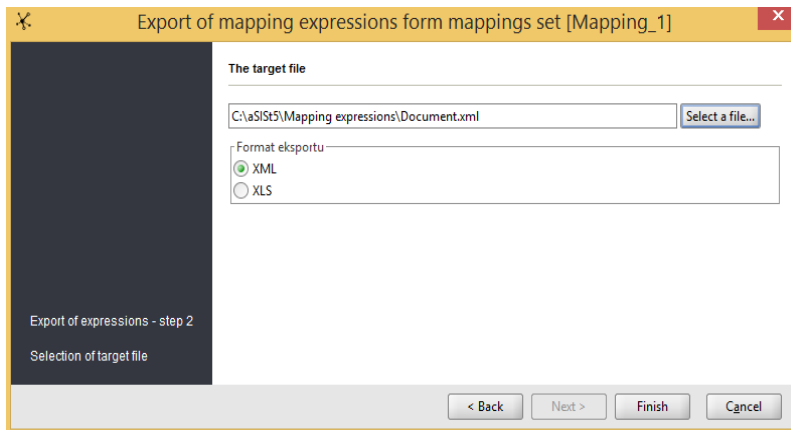 Export of mapping expressions form mappings set [Mapping_1]
The target file
C:\aSISt5\Mapping expressions\Document.xml
Select a file...
Format eksportu
XML
XLS
Export of expressions - step 2
Selection of target file
< Back
Next >
Finish
Cancel